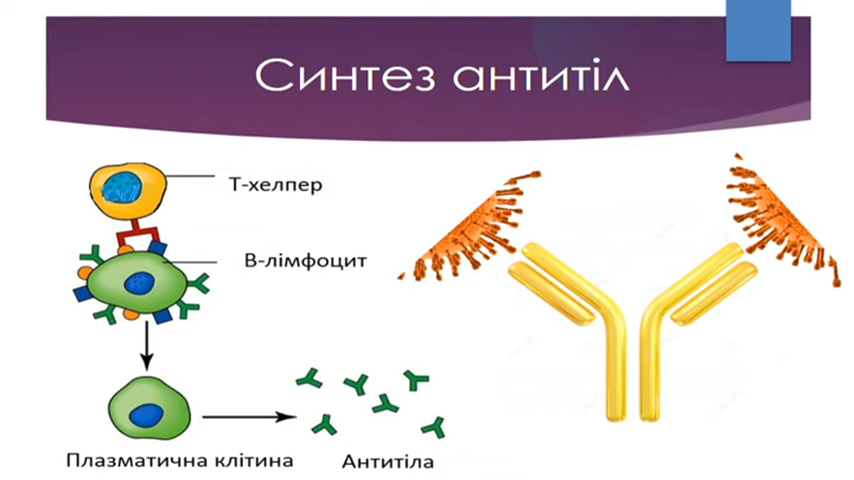 Синтез антитіл
Т-хелпер
В-лімфоцит
Плазматична клітина
Антитіла